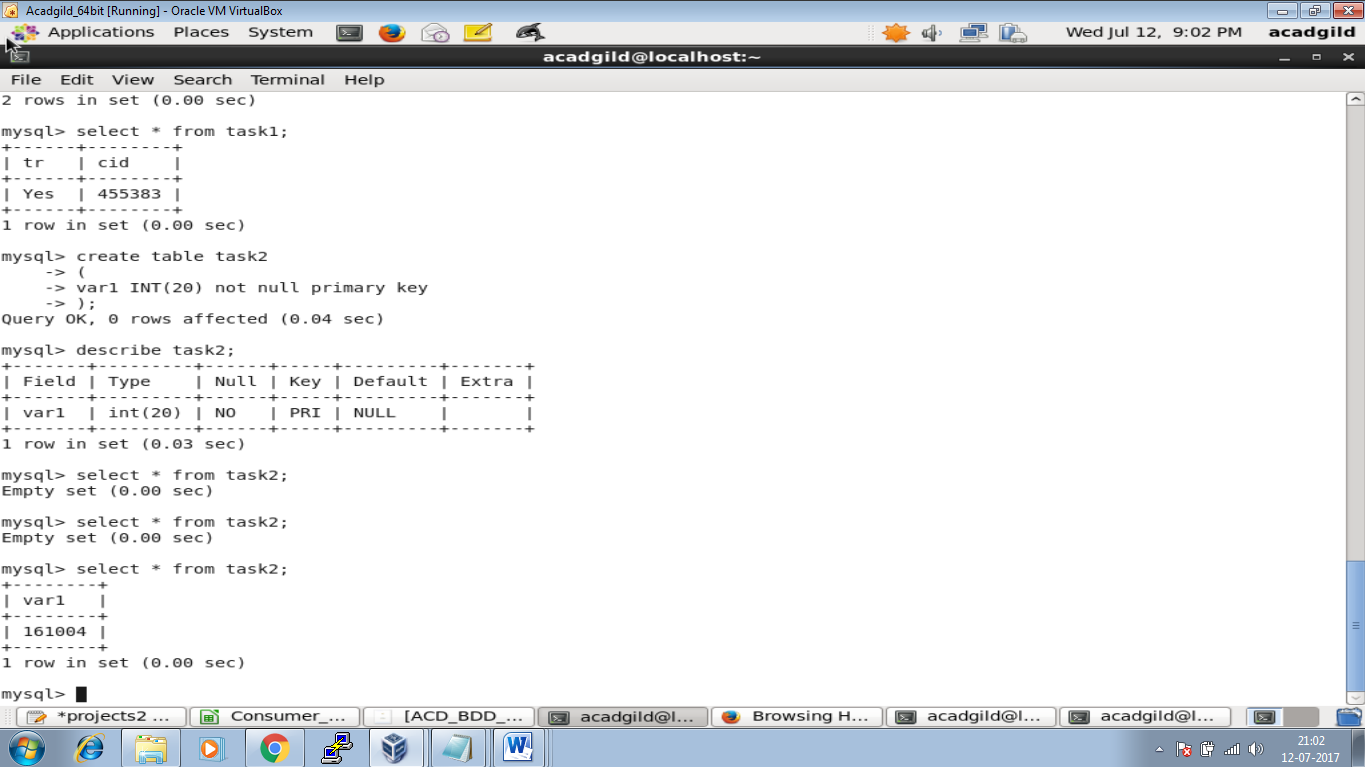 Acadgild_64bit [Running] - Oracle VM VirtualBox
Applications Places System Wed Jul 12, 9:02 PM acadgild
acadgild@localhost:~
File Edit View Search Terminal Help
2 rows in set (0.00 sec)
mysql> select * from task1;
+------+--------+
| tr   | cid    |
+------+--------+
| Yes  | 455383 |
+------+--------+
1 row in set (0.00 sec)
mysql> create table task2
    -> (
    -> var1 INT(20) not null primary key
    -> );
Query OK, 0 rows affected (0.04 sec)
mysql> describe task2;
+-------+---------+------+-----+---------+-------+
| Field | Type    | Null | Key | Default | Extra |
+-------+---------+------+-----+---------+-------+
| var1  | int(20) | NO   | PRI | NULL    |       |
+-------+---------+------+-----+---------+-------+
1 row in set (0.03 sec)
mysql> select * from task2;
Empty set (0.00 sec)
mysql> select * from task2;
Empty set (0.00 sec)
mysql> select * from task2;
+--------+
| var1   |
+--------+
| 161004 |
+--------+
1 row in set (0.00 sec)
mysql>
*projects2 ... Consumer_... [ACD_BDD_... acadgild@l... Browsing H... acadgild@l... acadgild@l...
21:02
12-07-2017